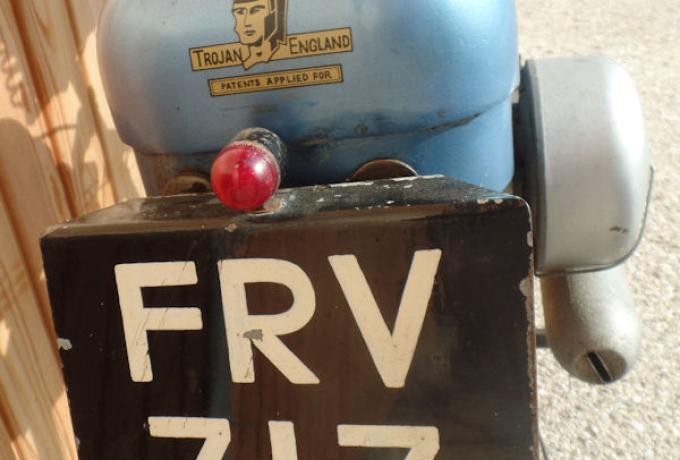 TROJAN ENGLAND
PATENTS APPLIED FOR
FRV